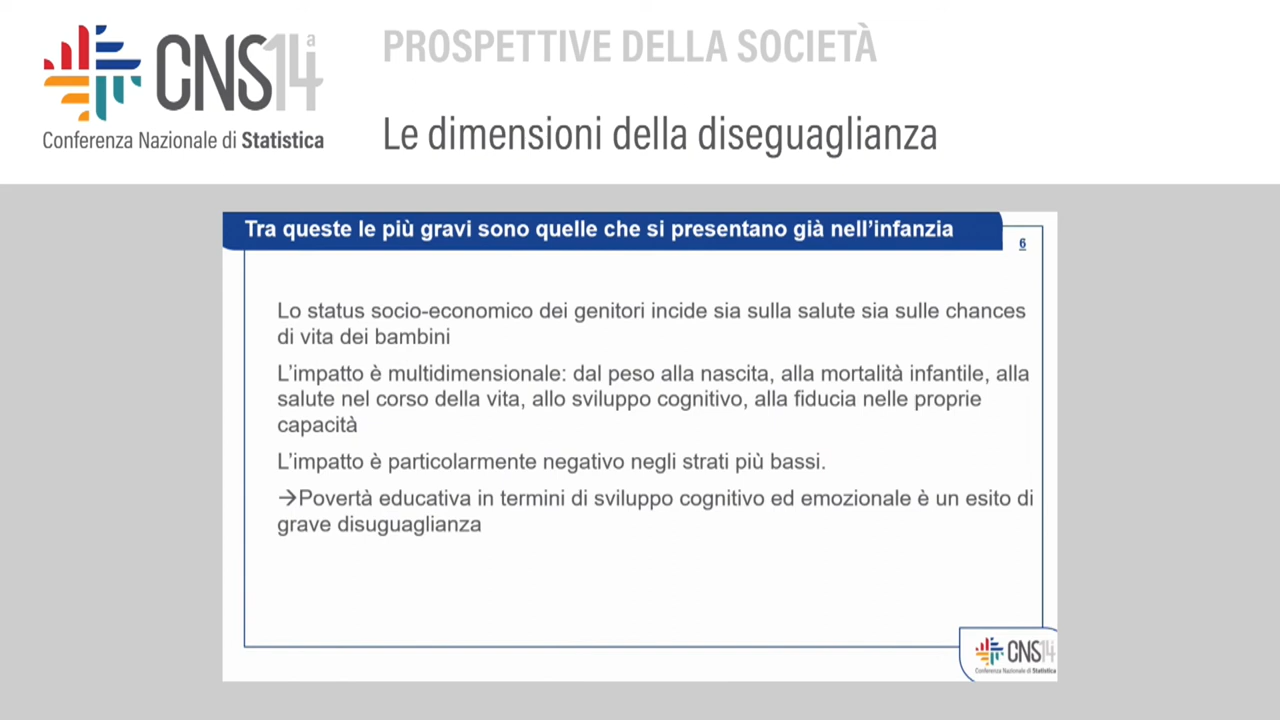 CNS14ª
Conferenza Nazionale di Statistica
PROSPETTIVE DELLA SOCIETÀ
Le dimensioni della diseguaglianza
Tra queste le più gravi sono quelle che si presentano già nell'infanzia
6
Lo status socio-economico dei genitori incide sia sulla salute sia sulle chances
di vita dei bambini
L'impatto è multidimensionale: dal peso alla nascita, alla mortalità infantile, alla
salute nel corso della vita, allo sviluppo cognitivo, alla fiducia nelle proprie
capacità
L'impatto è particolarmente negativo negli strati più bassi.
→Povertà educativa in termini di sviluppo cognitivo ed emozionale è un esito di
grave disuguaglianza
CNS14
Conferenza Nazionale di Statistica